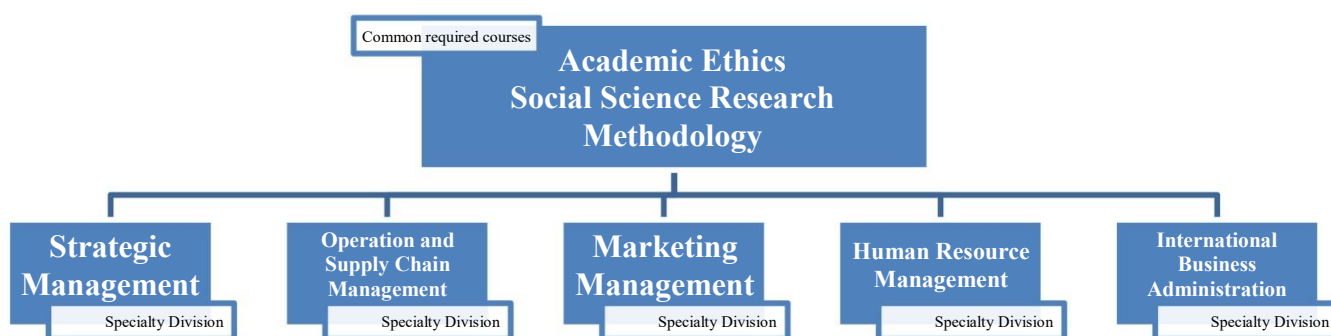 Common required courses
Academic Ethics
Social Science Research
Methodology
Strategic
Management
Specialty Division
Operation and
Supply Chain
Management
Specialty Division
Marketing
Management
Specialty Division
Human Resource
Management
Specialty Division
International
Business
Administration
Specialty Division